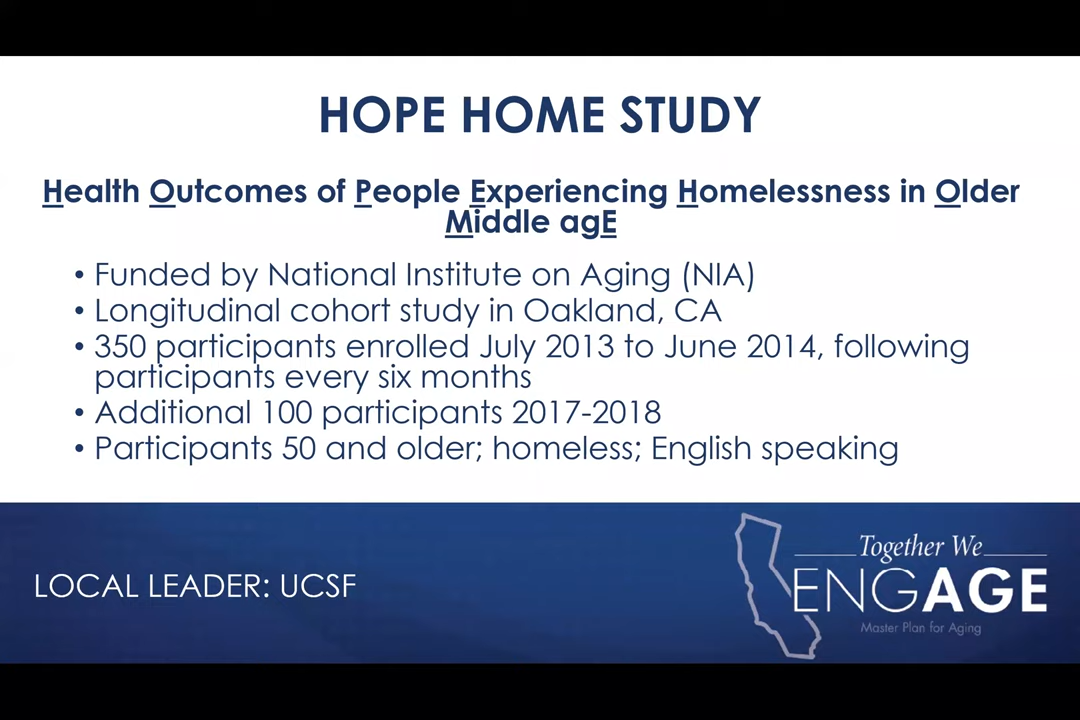 HOPE HOME STUDY
Health Outcomes of People Experiencing Homelessness in Older
Middle agE
• Funded by National Institute on Aging (NIA)
• Longitudinal cohort study in Oakland, CA
• 350 participants enrolled July 2013 to June 2014, following
participants every six months
• Additional 100 participants 2017-2018
• Participants 50 and older; homeless; English speaking
LOCAL LEADER: UCSF
Together We
ENGAGE
Master Plan for Aging